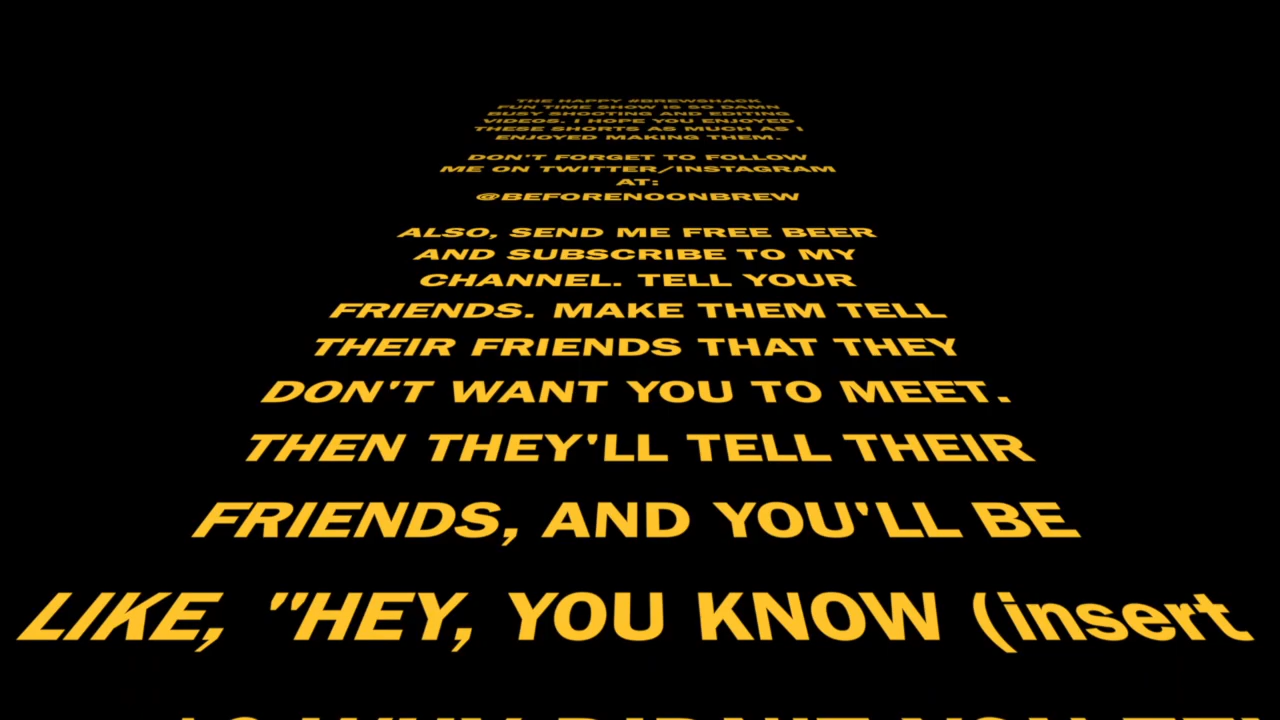 THE HAPPY #BREWSHACK
FUN TIME SHOW IS SO DAMN
BUSY SHOOTING AND EDITING
VIDEOS. I HOPE YOU ENJOYED
THESE SHORTS AS MUCH AS I
ENJOYED MAKING THEM.
DON'T FORGET TO FOLLOW
ME ON TWITTER/INSTAGRAM
AT:
@BEFORENOONBREW
ALSO, SEND ME FREE BEER
AND SUBSCRIBE TO MY
CHANNEL. TELL YOUR
FRIENDS. MAKE THEM TELL
THEIR FRIENDS THAT THEY
DON'T WANT YOU TO MEET.
THEN THEY'LL TELL THEIR
FRIENDS, AND YOU'LL BE
LIKE, "HEY, YOU KNOW (insert
WHY DIDN'T YOU